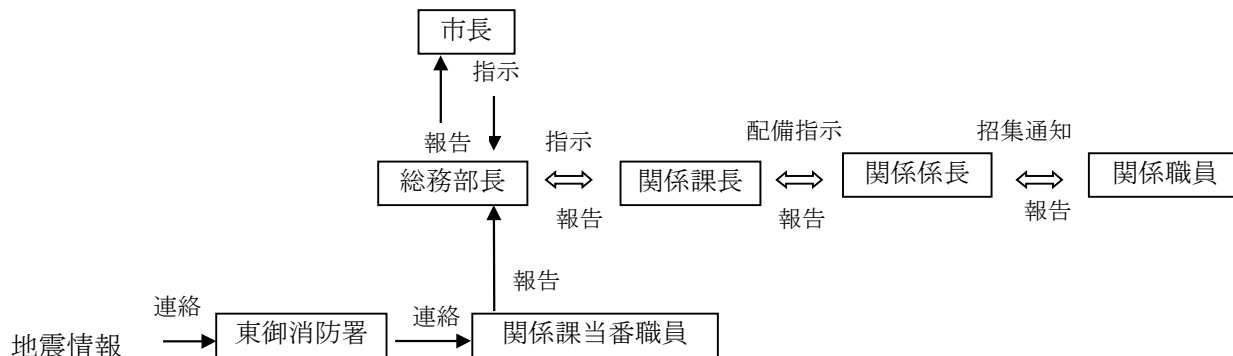 市長
指示
報告
指示
配備指示
招集通知
総務部長
関係課長
関係係長
関係職員
報告
報告
報告
報告
連絡
連絡
地震情報
東御消防署
関係課当番職員